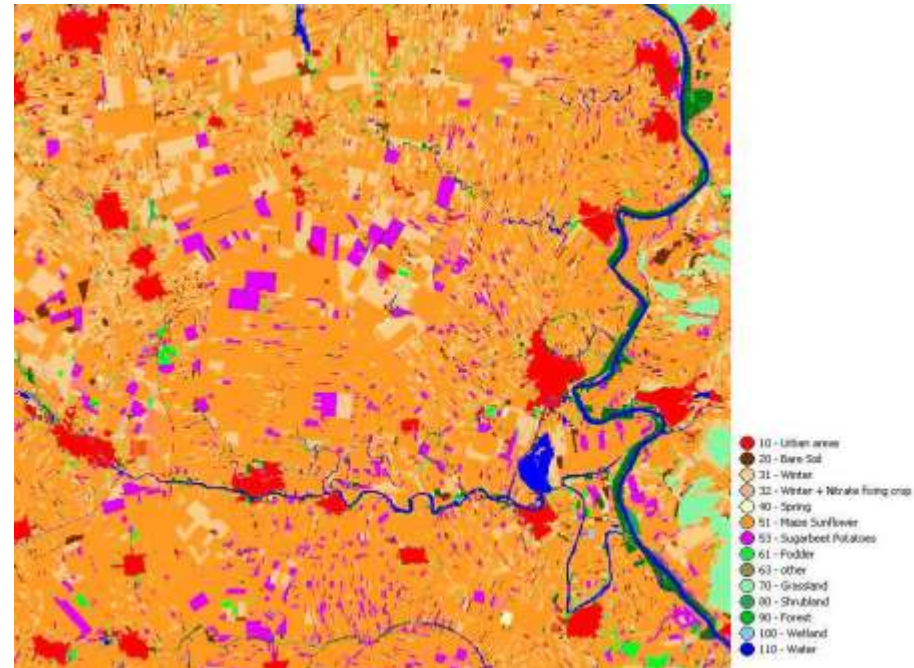 10 - Urban areas
20 - Bare Soil
31 - Winter
32 - Winter + Nitrate fixing crop
40 - Spring
51 - Maize Sunflower
53 - Sugarbeet Potatoes
61 - Fodder
63 - other
70 - Grassland
80 - Shrubland
90 - Forest
100 - Wetland
110 - Water